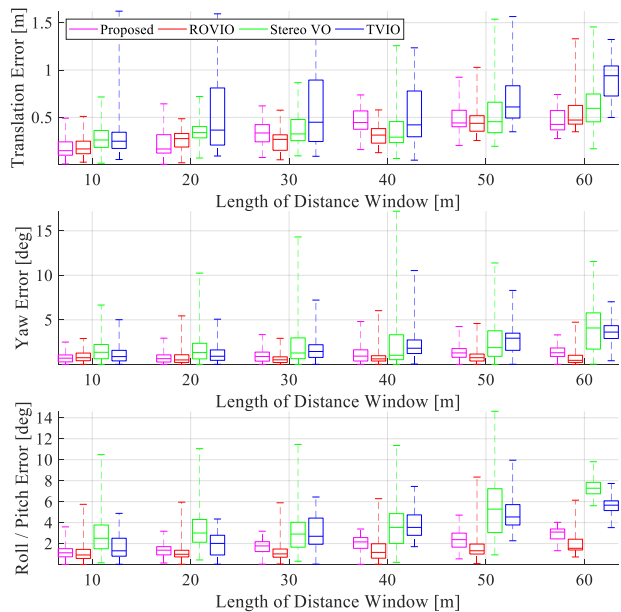 Proposed ROVIO Stereo VO TVIO
Translation Error [m]
1.5
1
0.5
10 20 30 40 50 60
Length of Distance Window [m]
Yaw Error [deg]
15
10
5
10 20 30 40 50 60
Length of Distance Window [m]
Roll / Pitch Error [deg]
14
12
10
8
6
4
2
10 20 30 40 50 60
Length of Distance Window [m]